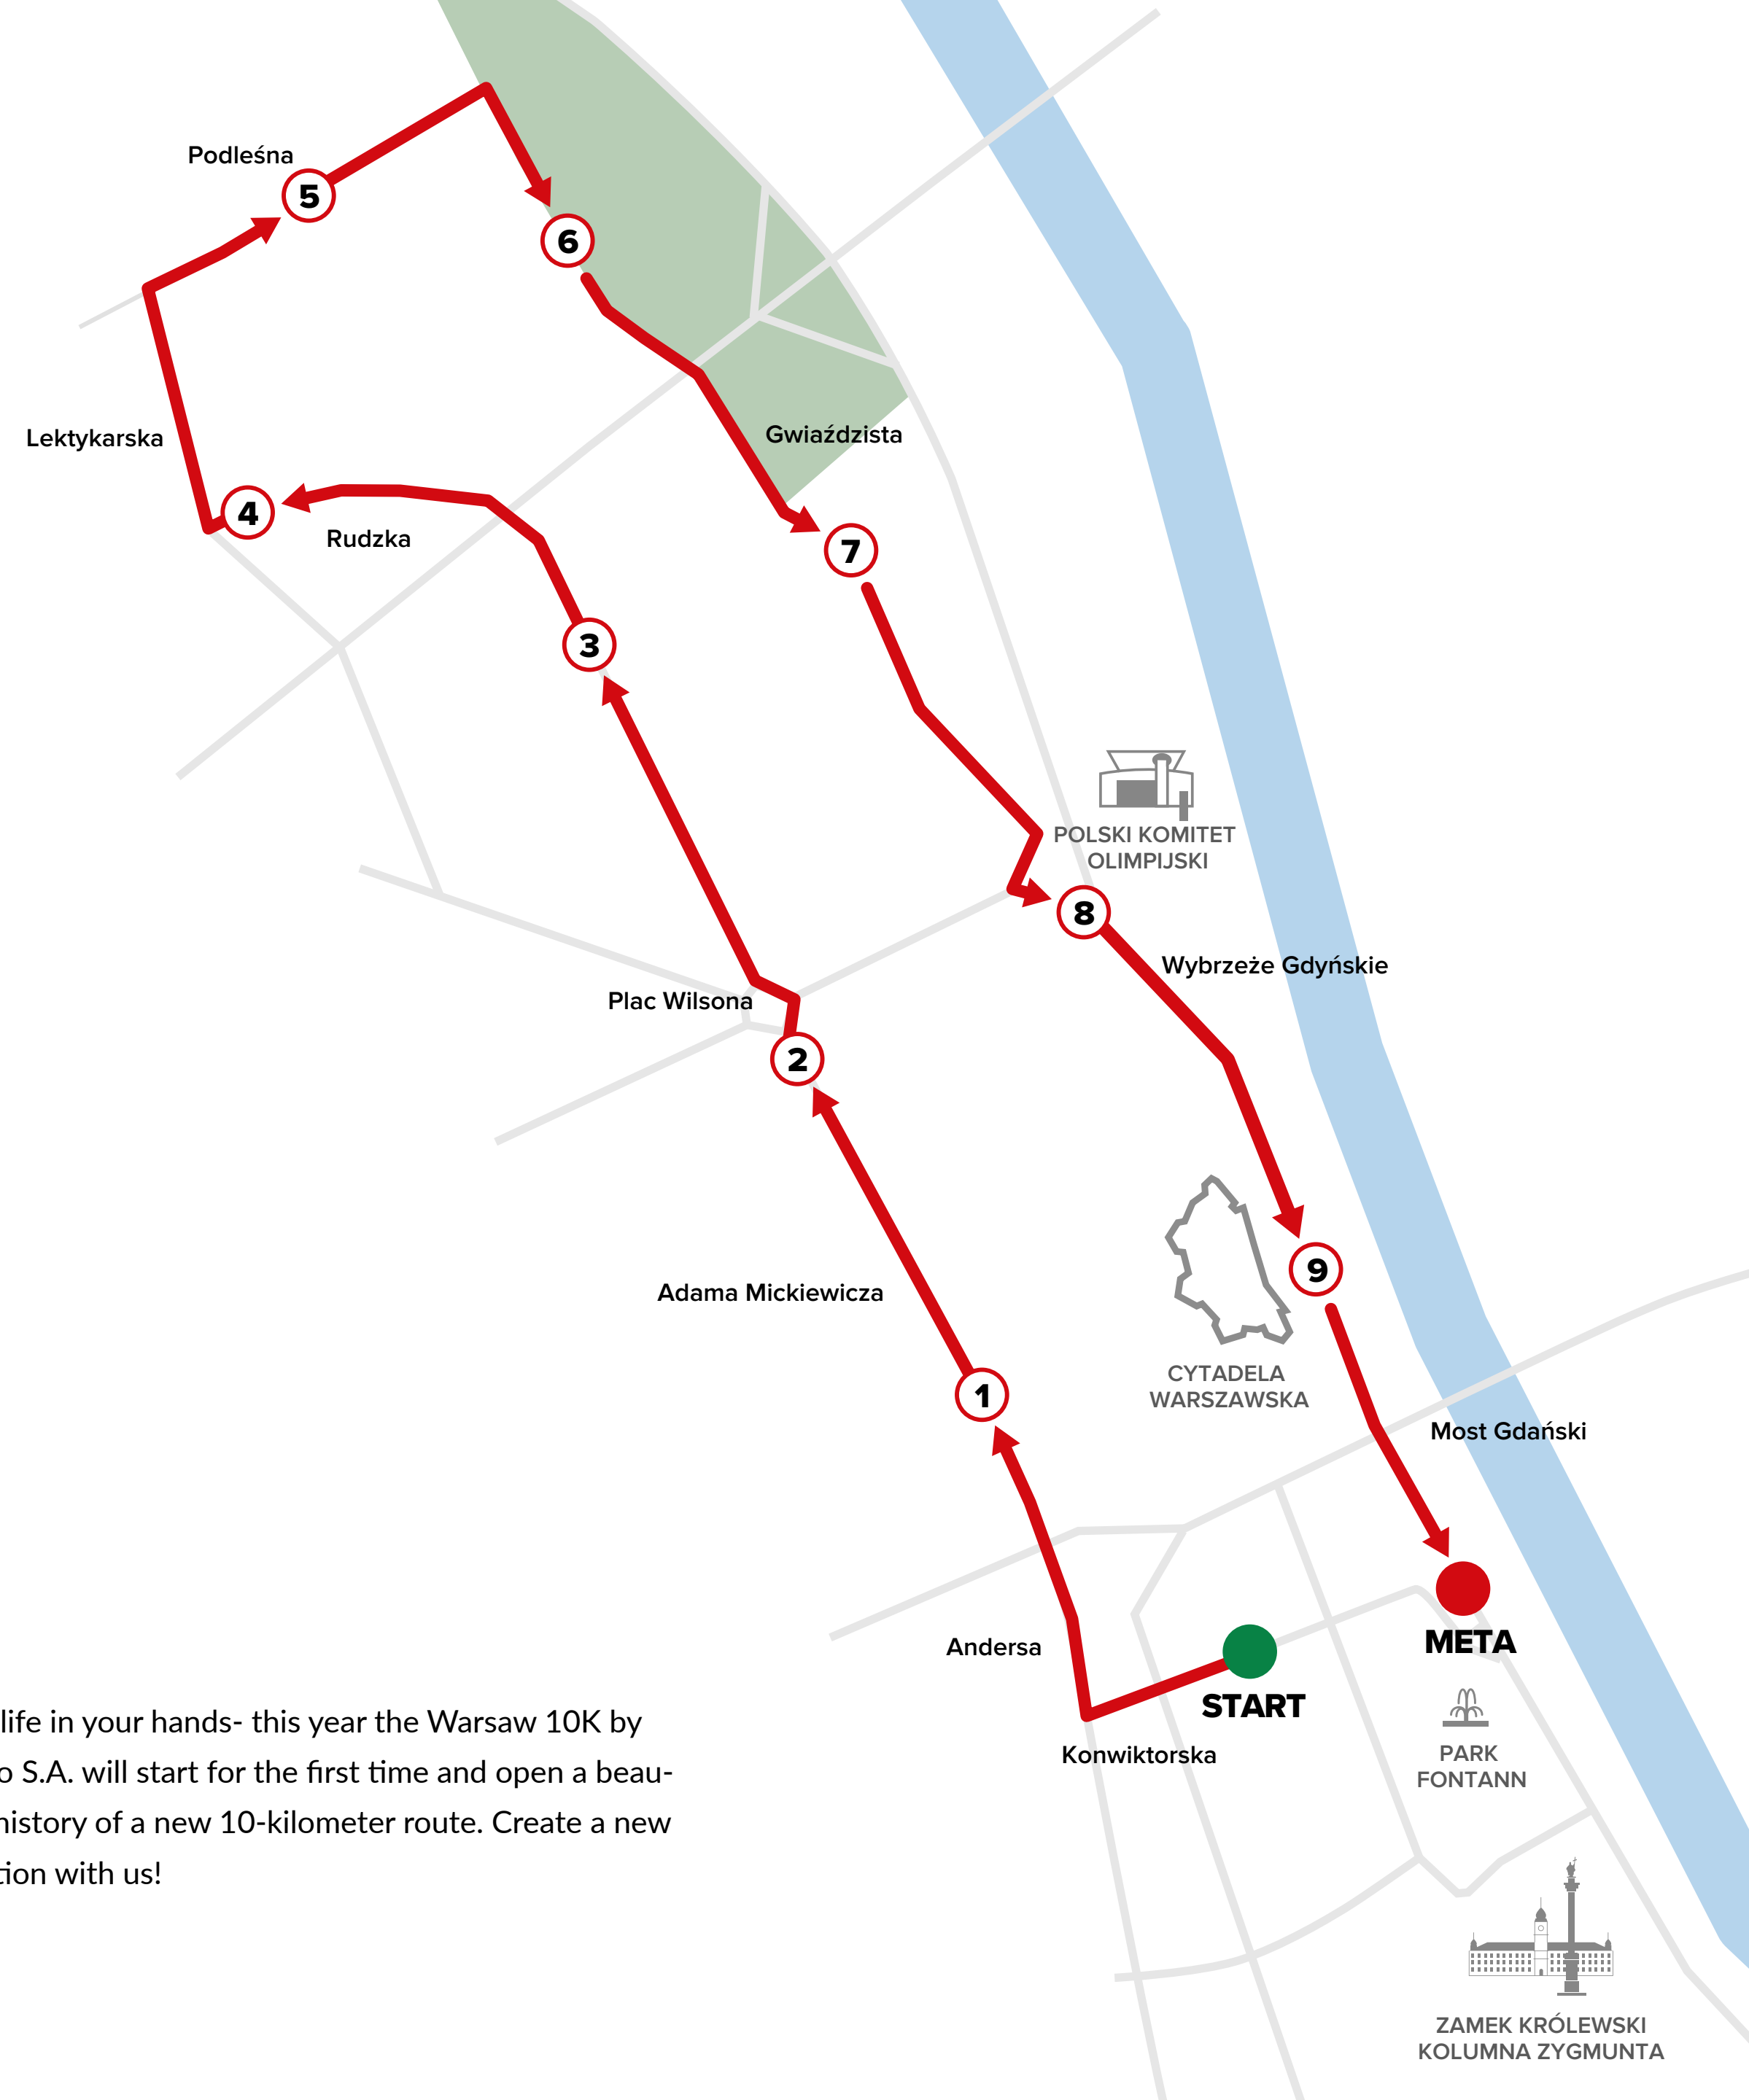 Podleśna
5
6
Gwiaździsta
Lektykarska
4
Rudzka
7
3
POLSKI KOMITET
OLIMPIJSKI
8
Wybrzeże Gdyńskie
Plac Wilsona
2
9
Adama Mickiewicza
CYTADELA
WARSZAWSKA
1
Most Gdański
Andersa
META
START
Konwiktorska
PARK
FONTANN
life in your hands- this year the Warsaw 10K by
o S.A. will start for the first time and open a beau-
history of a new 10-kilometer route. Create a new
tion with us!
ZAMEK KRÓLEWSKI
KOLUMNA ZYGMUNTA